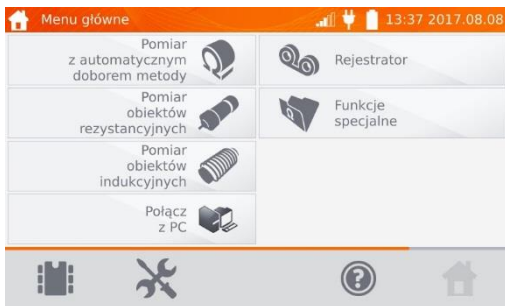 Menu główne
13:37 2017.08.08
Pomiar
z automatycznym
doborem metody
Rejestrator
Pomiar
obiektów
rezystancyjnych
Funkcje
specjalne
Pomiar
obiektów
indukcyjnych
Połącz
z PC